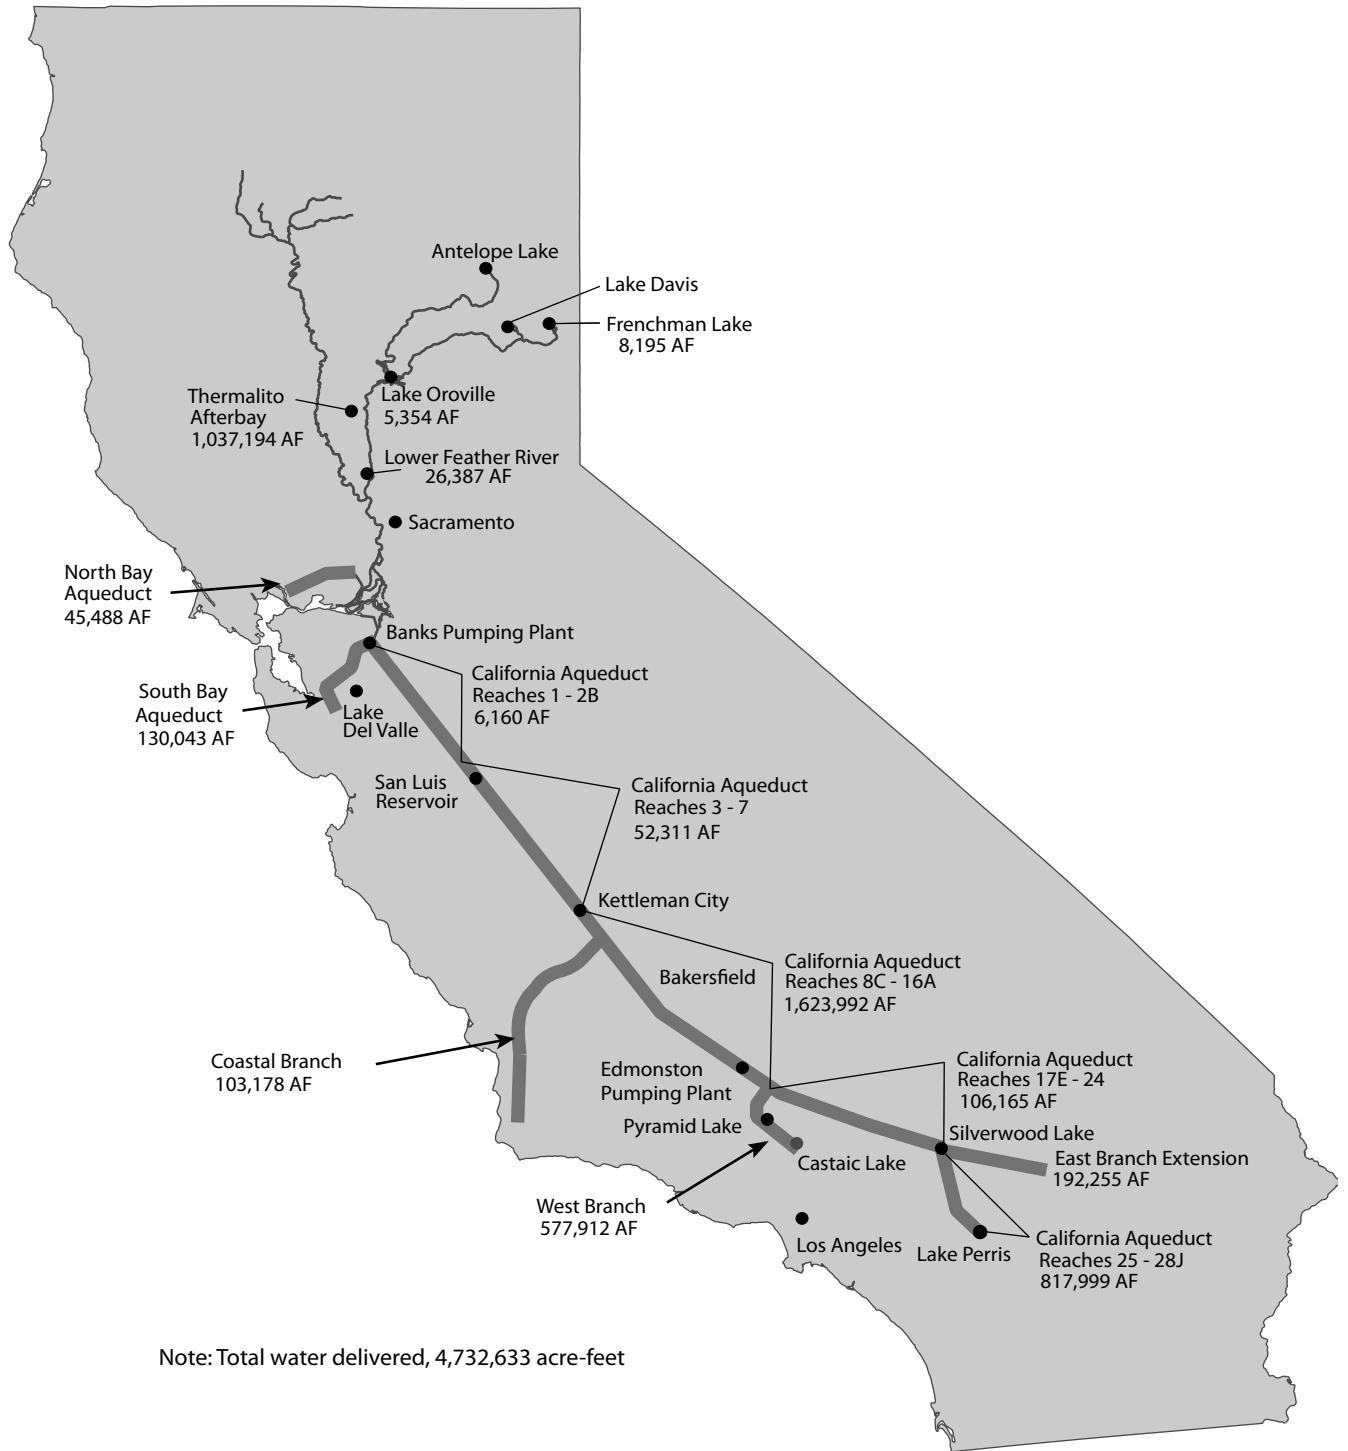 Antelope Lake
Lake Davis
Frenchman Lake
8,195 AF
Thermalito
Afterbay
1,037,194 AF
Lake Oroville
5,354 AF
Lower Feather River
26,387 AF
Sacramento
North Bay
Aqueduct
45,488 AF
Banks Pumping Plant
California Aqueduct
Reaches 1 - 2B
6,160 AF
South Bay
Aqueduct
130,043 AF
Lake
Del Valle
San Luis
Reservoir
California Aqueduct
Reaches 3 - 7
52,311 AF
Kettleman City
Bakersfield
California Aqueduct
Reaches 8C - 16A
1,623,992 AF
Coastal Branch
103,178 AF
Edmonston
Pumping Plant
California Aqueduct
Reaches 17E - 24
106,165 AF
Pyramid Lake
Silverwood Lake
Castaic Lake
East Branch Extension
192,255 AF
West Branch
577,912 AF
Los Angeles
Lake Perris
California Aqueduct
Reaches 25 - 28J
817,999 AF
Note: Total water delivered, 4,732,633 acre-feet